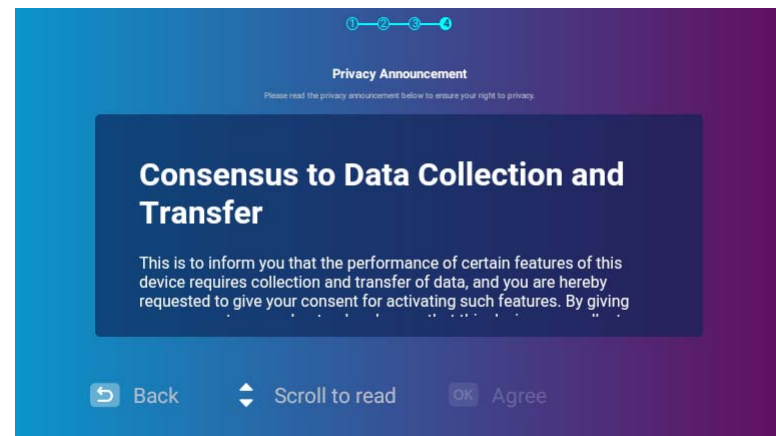 1 2 3 4
Privacy Announcement
Please read the privacy announcement below to ensure your right to privacy.
Consensus to Data Collection and
Transfer
This is to inform you that the performance of certain features of this
device requires collection and transfer of data, and you are hereby
requested to give your consent for activating such features. By giving
Back
Scroll to read
OK Agree